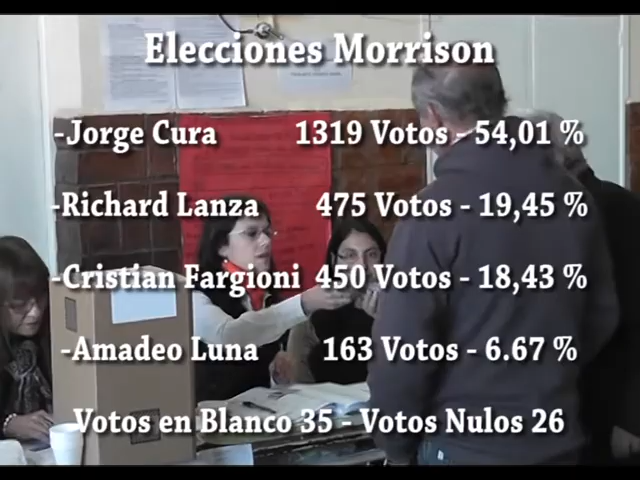 Elecciones Morrison
-Jorge Cura 1319 Votos - 54,01 %
-Richard Lanza 475 Votos - 19,45 %
-Cristian Fargioni 450 Votos - 18,43 %
-Amadeo Luna 163 Votos - 6.67 %
Votos en Blanco 35 - Votos Nulos 26